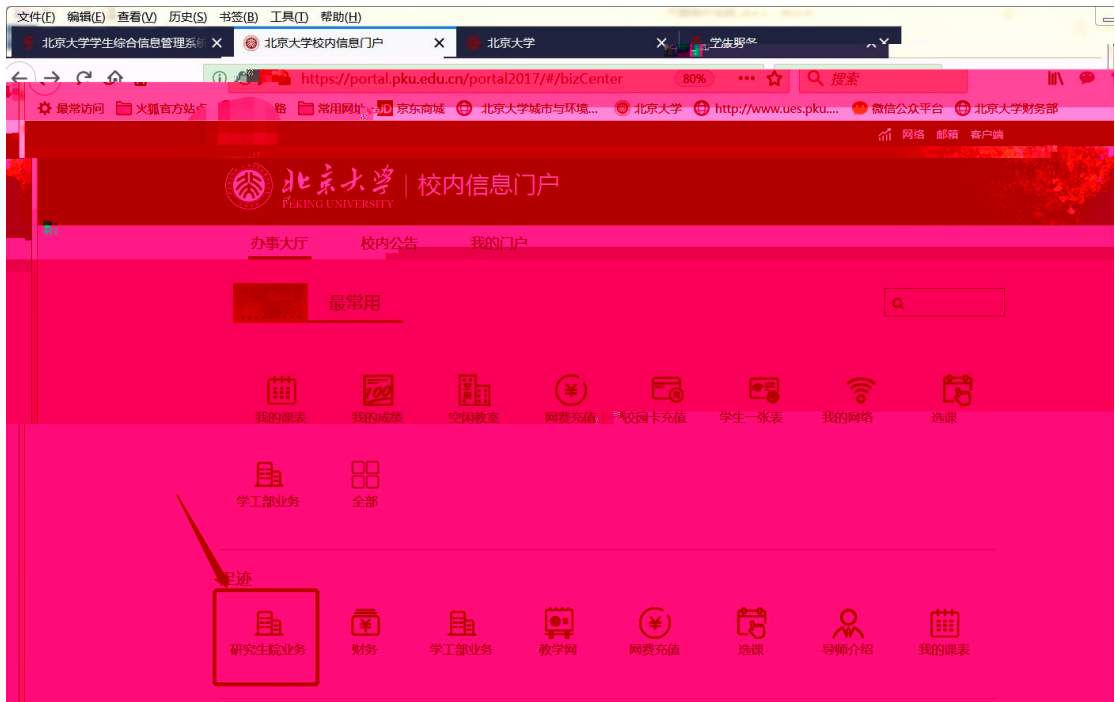 文件(F) 编辑(E) 查看(V) 历史(S) 书签(B) 工具(T) 帮助(H)
北京大学学生综合信息管理系统 北京大学校内信息门户 北京大学
https://portal.pku.edu.cn/portal2017/#/bizCenter 80% 搜索
最常访问 火狐官方站点 常用网址 JD 京东商城 北京大学城市与环境... 北京大学 http://www.ues.pku.... 微信公众平台 北京大学财务部
网络 邮箱 客户端
北京大学 校内信息门户
PEKING UNIVERSITY
办事大厅 校内公告 我的门户
最常用
我的课表 我的成绩 空闲教室 网费充值 校园卡充值 学生一张表 我的网络 选课
学工部业务 全部
足迹
研究生院业务 财务 学工部业务 教学网 网费充值 选课 导师介绍 我的课表